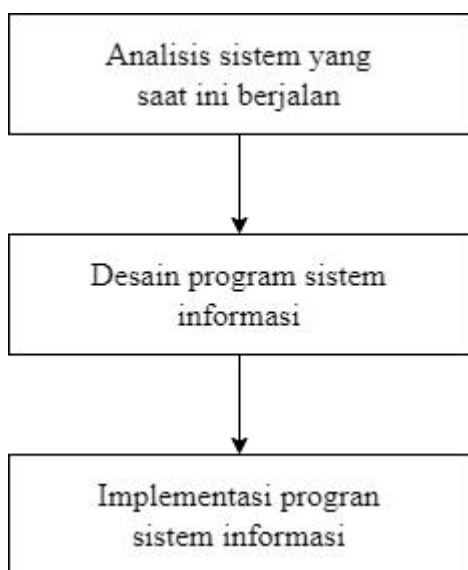 Analisis sistem yang
saat ini berjalan
Desain program sistem
informasi
Implementasi progran
sistem informasi